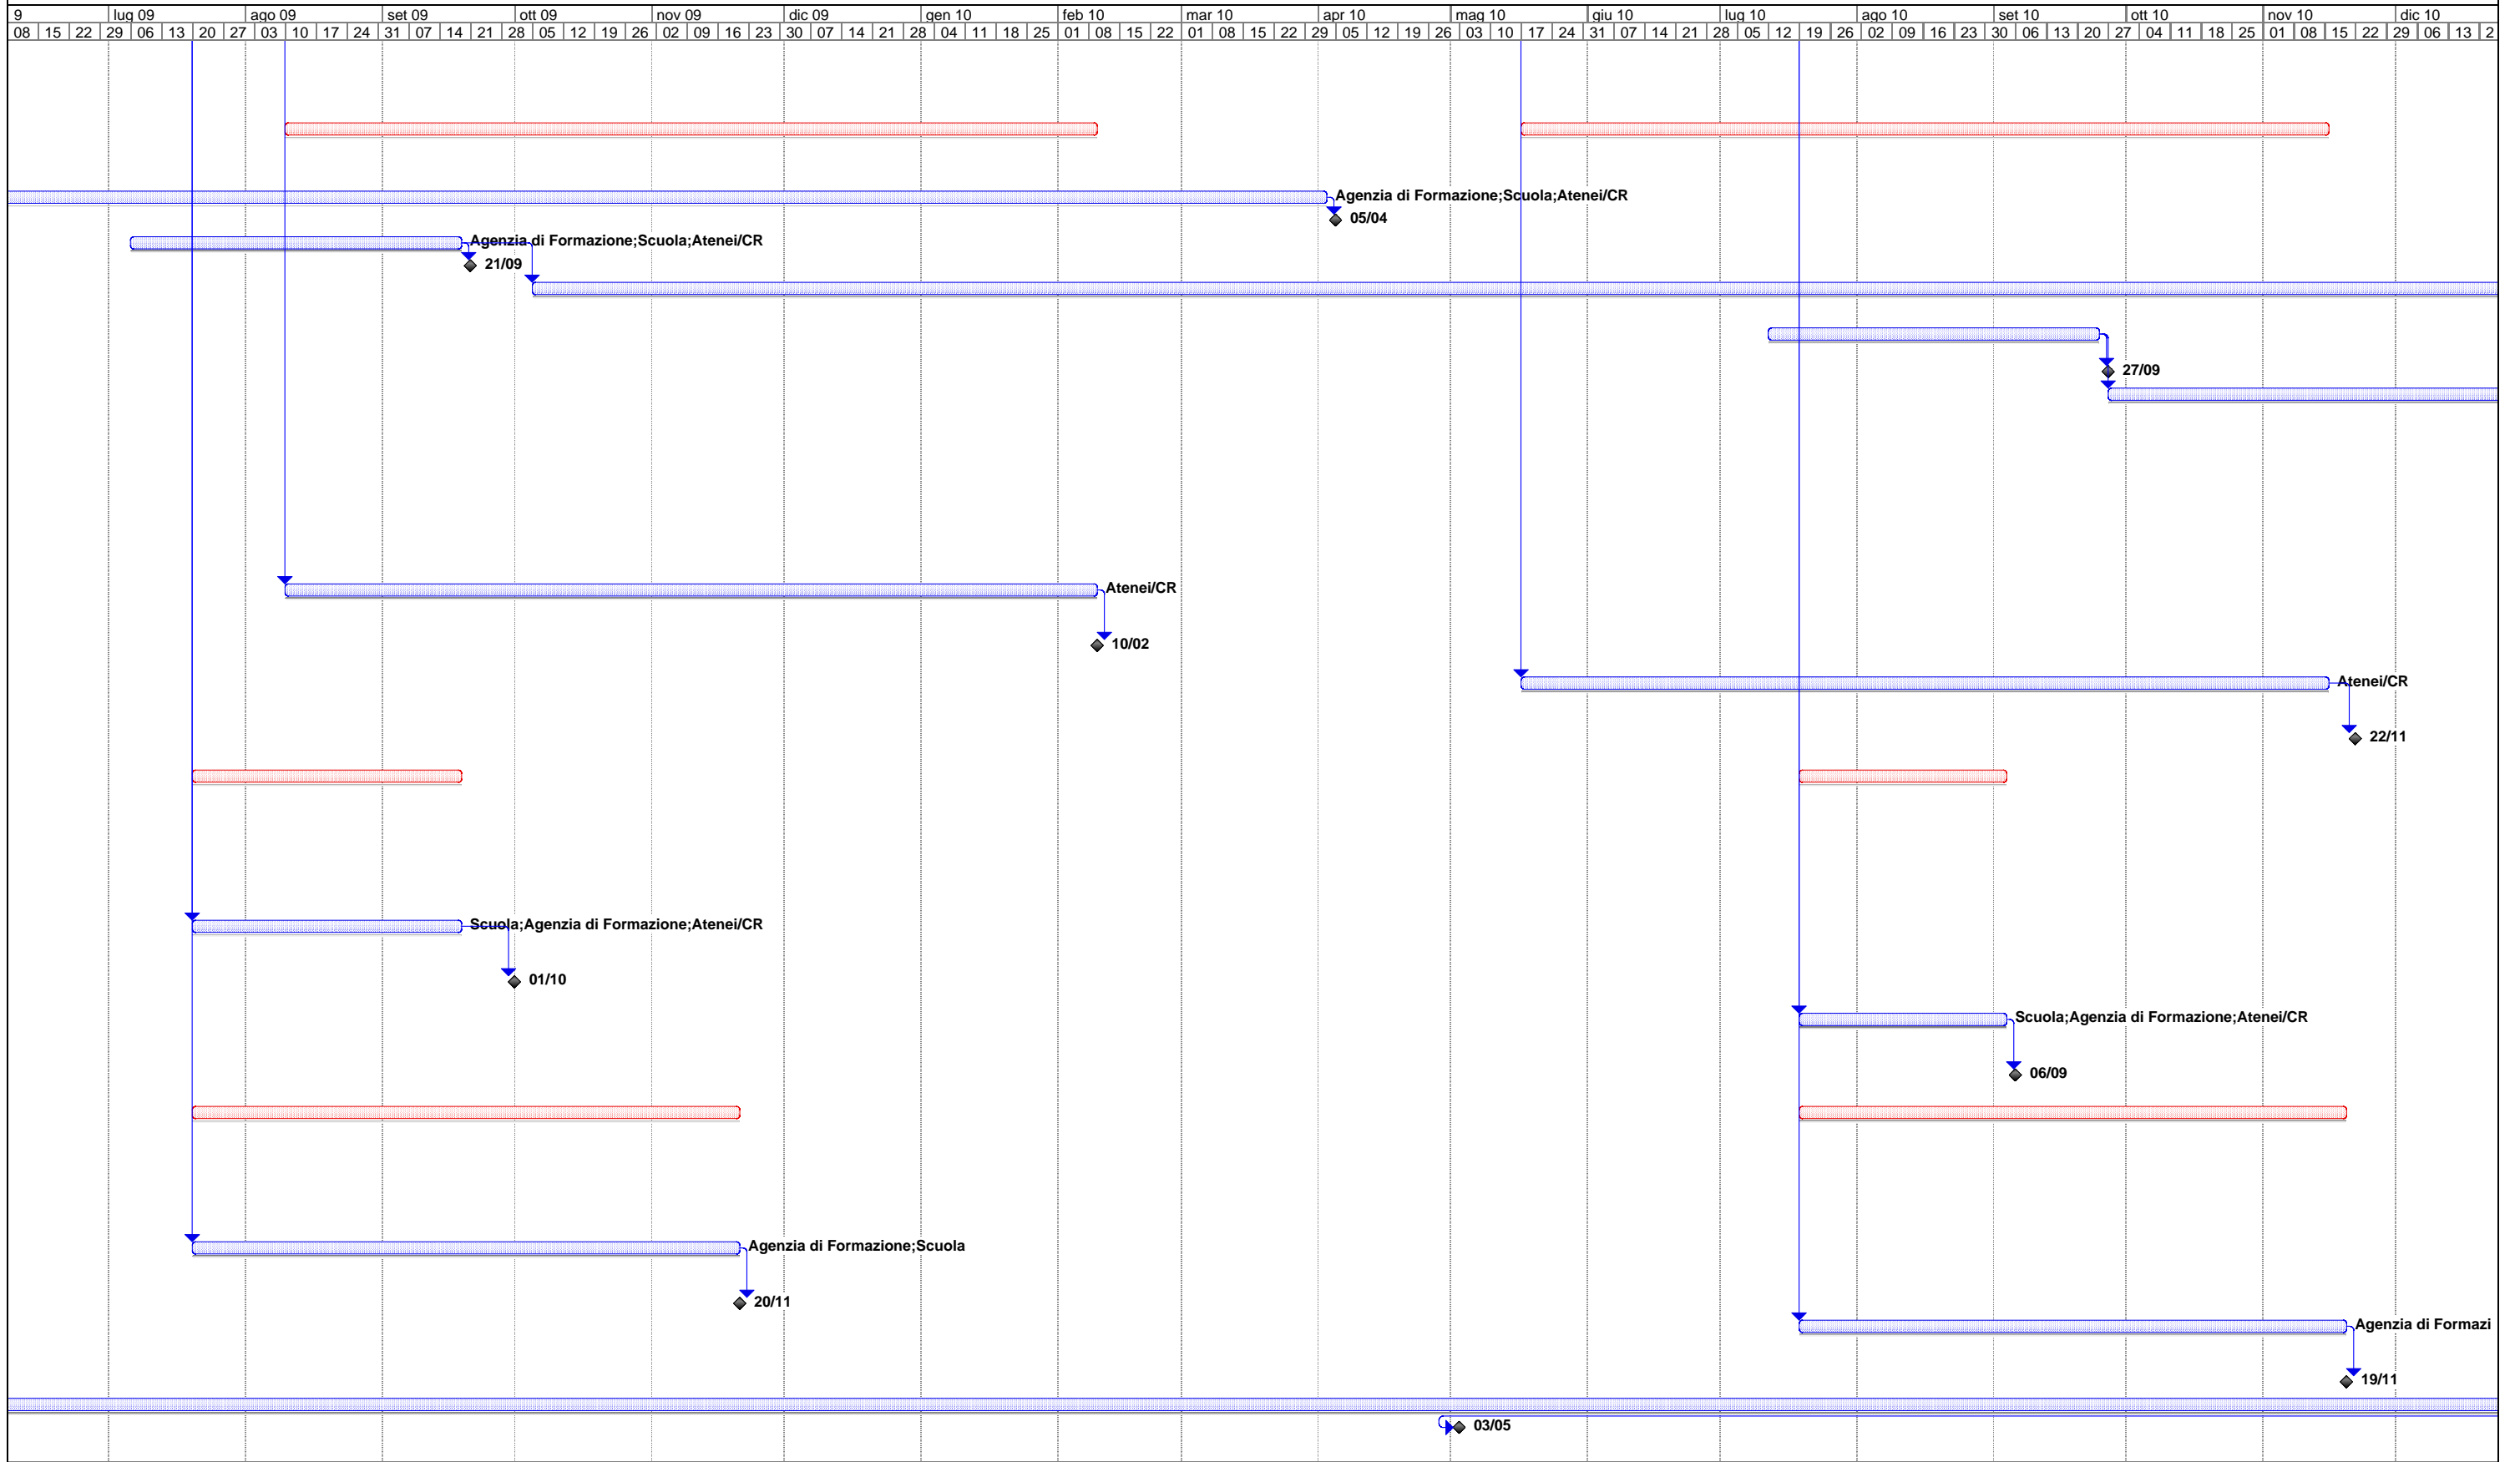 9 lug 09 ago 09 set 09 ott 09 nov 09 dic 09 gen 10 feb 10 mar 10 apr 10 mag 10 giu 10 lug 10 ago 10 set 10 ott 10 nov 10 dic 10
08 15 22 29 06 13 20 27 03 10 17 24 31 07 14 21 28 05 12 19 26 02 09 16 23 30 07 14 21 28 04 11 18 25 01 08 15 22 01 08 15 22 29 05 12 19 26 03 10 17 24 31 07 14 21 28 05 12 19 26 02 09 16 23 30 06 13 20 27 04 11 18 25 01 08 15 22 29 06 13 2
Agenzia di Formazione;Scuola;Atenei/CR
05/04
Agenzia di Formazione;Scuola;Atenei/CR
21/09
27/09
Atenei/CR
10/02
Atenei/CR
22/11
Scuola;Agenzia di Formazione;Atenei/CR
01/10
Scuola;Agenzia di Formazione;Atenei/CR
06/09
Agenzia di Formazione;Scuola
20/11
Agenzia di Formazi
19/11
03/05